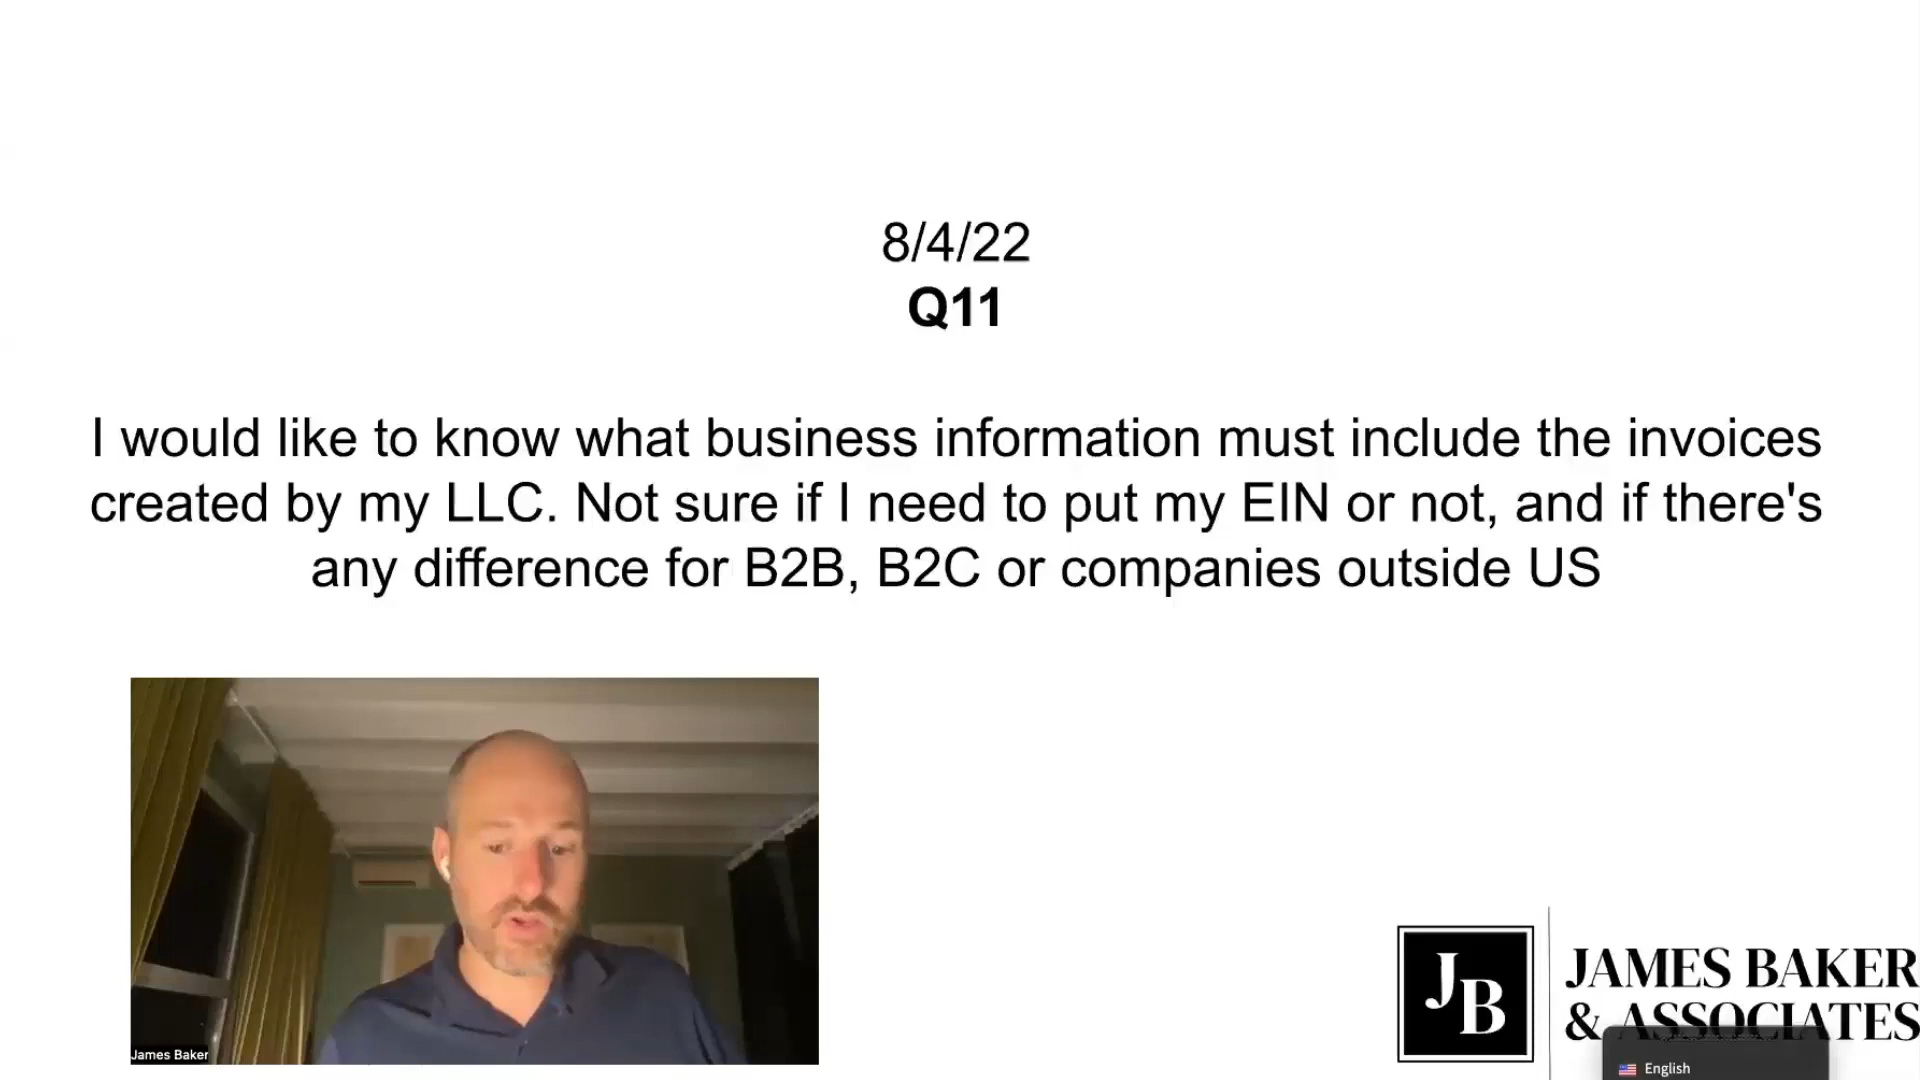 8/4/22
Q11
I would like to know what business information must include the invoices
created by my LLC. Not sure if I need to put my EIN or not, and if there's
any difference for B2B, B2C or companies outside US
James Baker
JB
JAMES BAKER
& ASSOCIATES
English